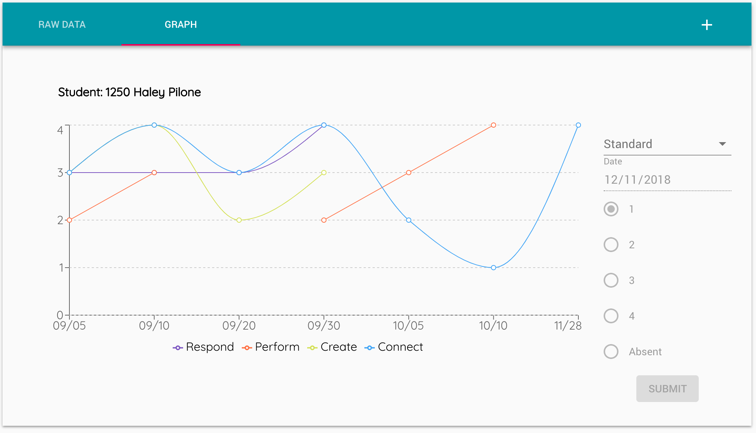 RAW DATA
GRAPH
+
Student: 1250 Haley Pilone
4
3
2
1
0
09/05 09/10 09/20 09/30 10/05 10/10 11/28
Respond Perform Create Connect
Standard
Date
12/11/2018
1
2
3
4
Absent
SUBMIT